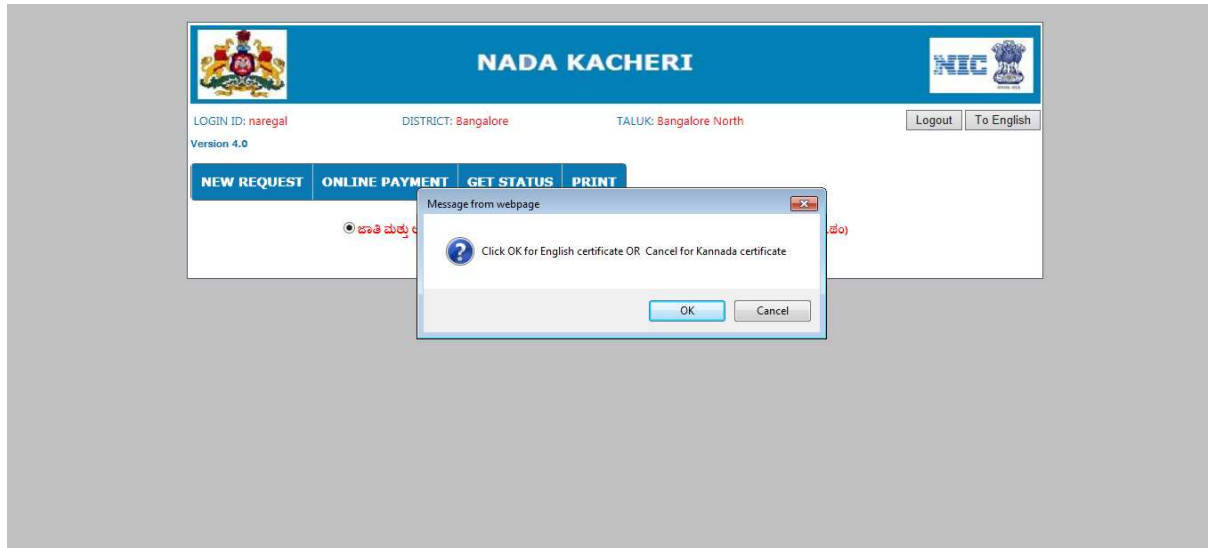 NADA KACHERI
NIC
LOGIN ID: naregal DISTRICT: Bangalore TALUK: Bangalore North Logout To English
Version 4.0
NEW REQUEST ONLINE PAYMENT GET STATUS PRINT
Message from webpage
ಜಾತಿ ಮತ್ತು
Click OK for English certificate OR Cancel for Kannada certificate
OK Cancel